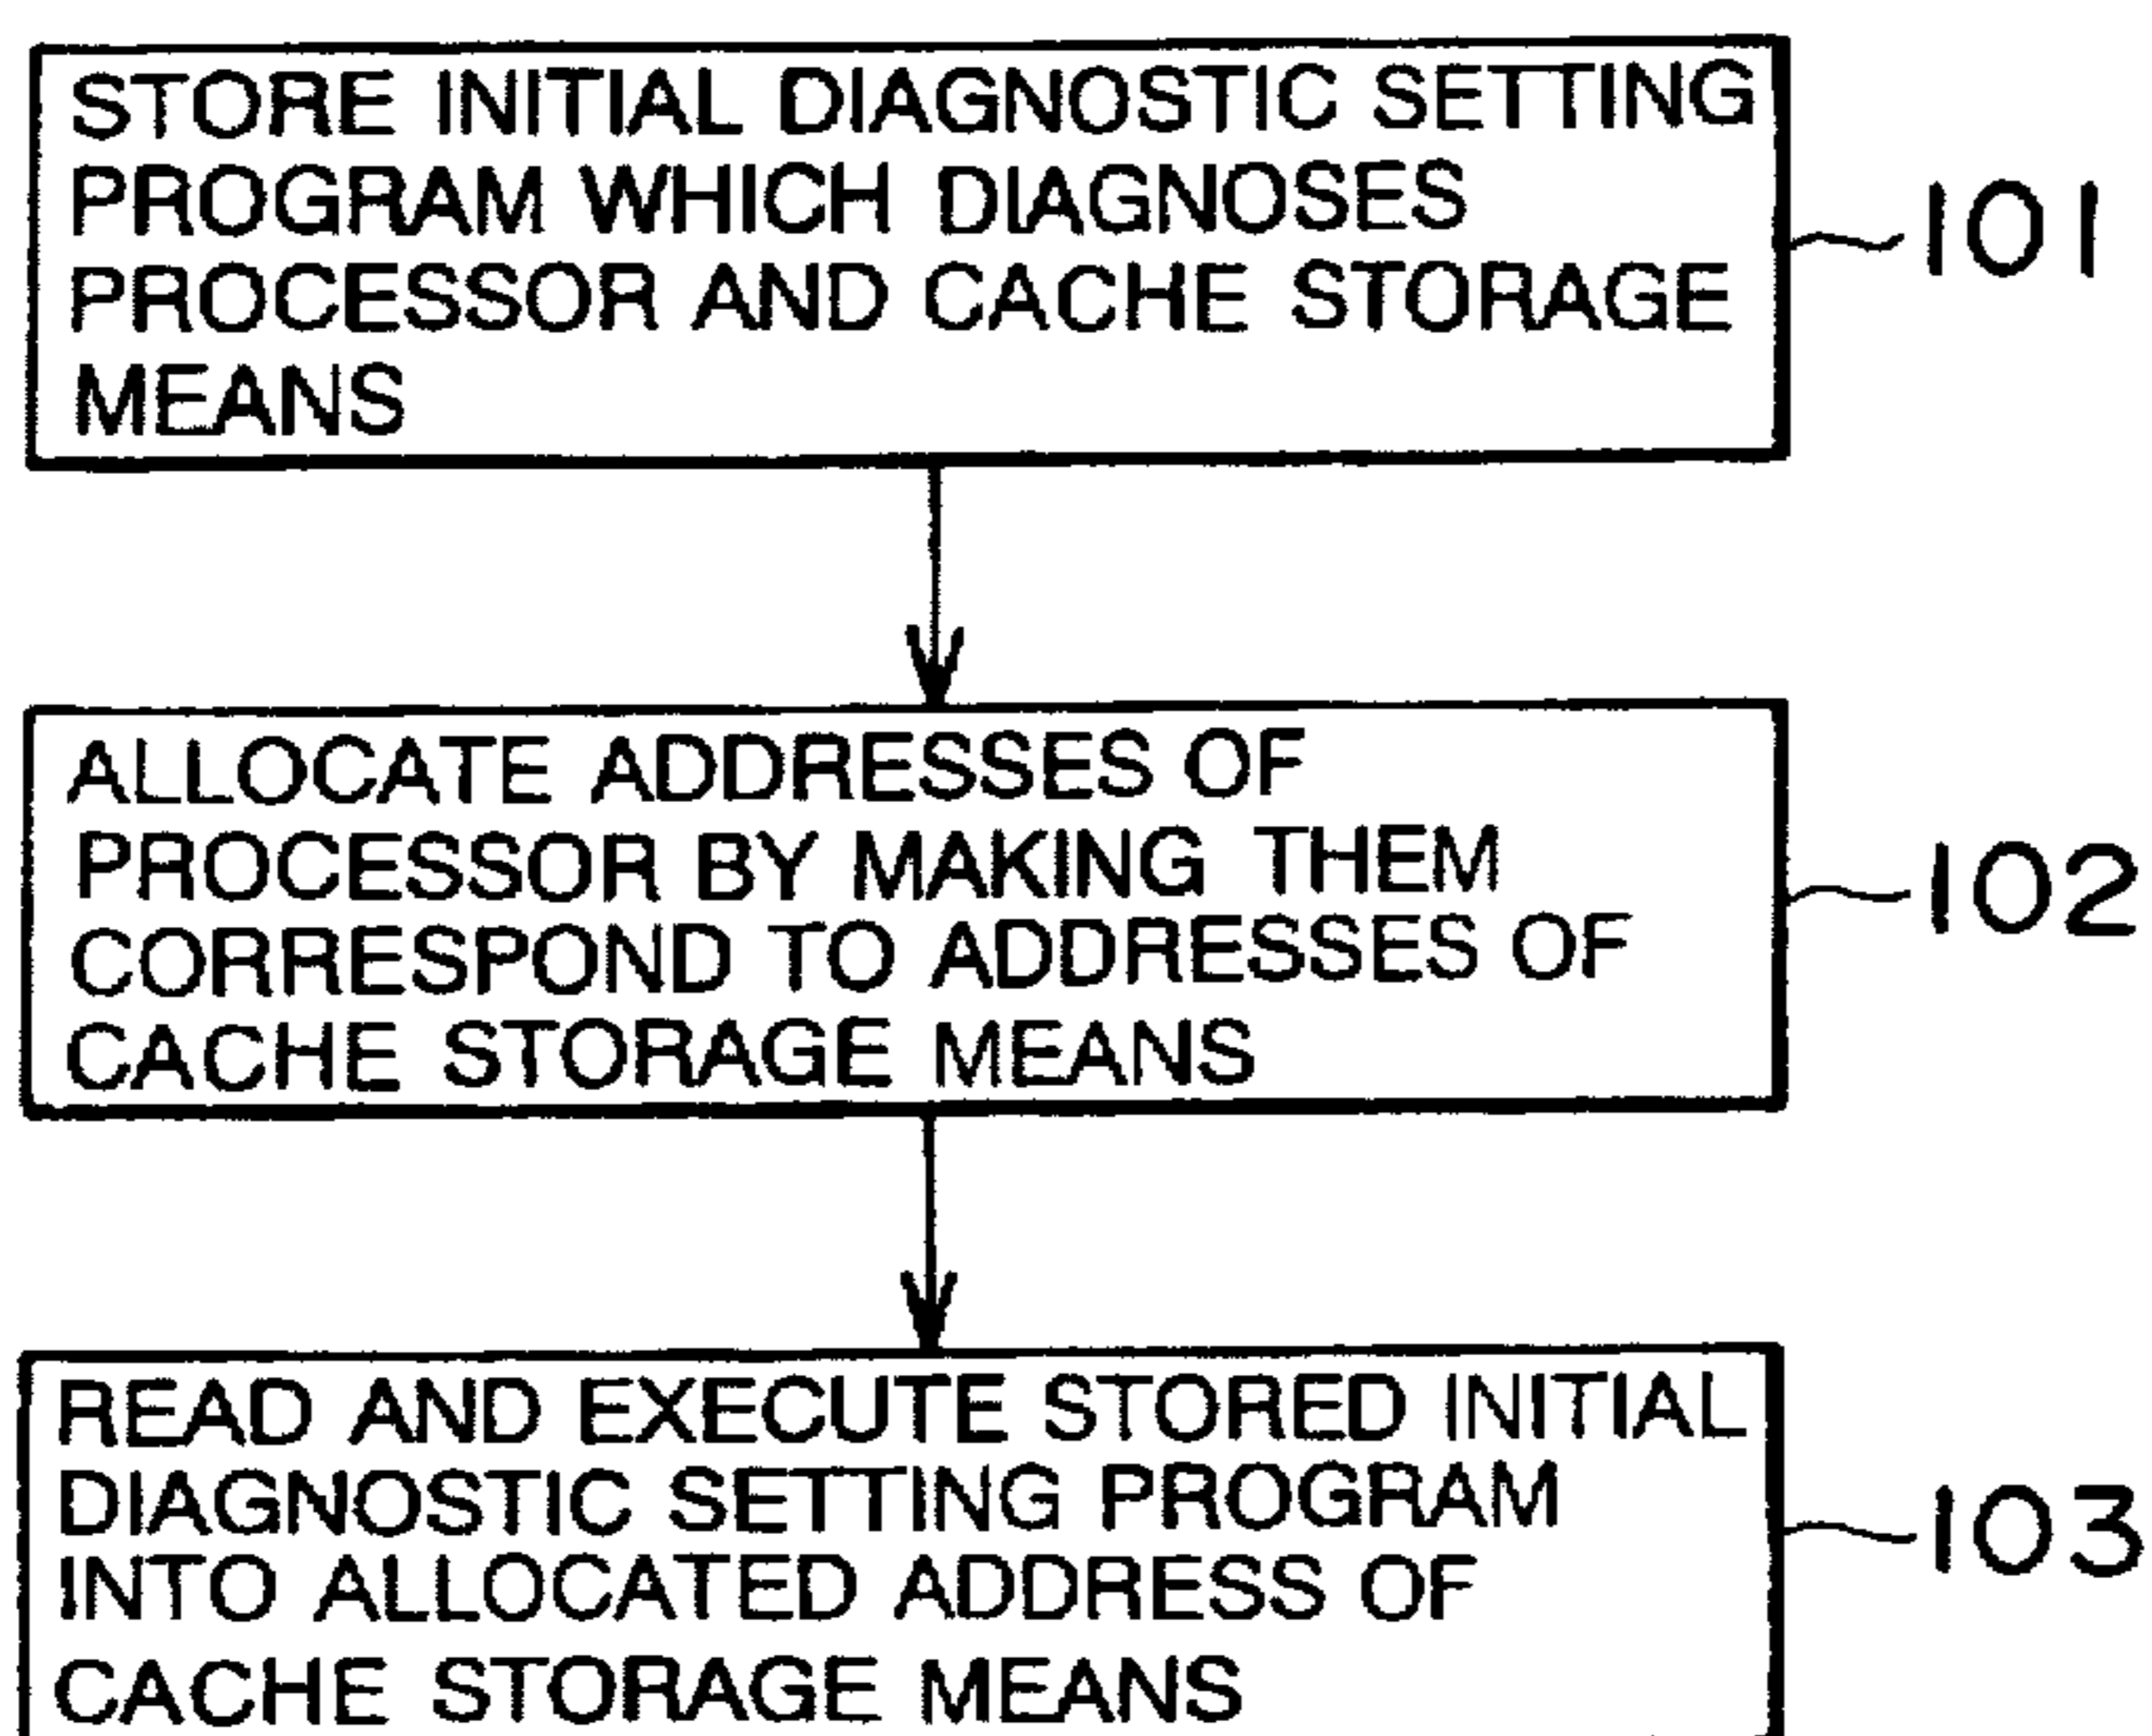 STORE INITIAL DIAGNOSTIC SETTING
PROGRAM WHICH DIAGNOSES
PROCESSOR AND CACHE STORAGE
MEANS
101
ALLOCATE ADDRESSES OF
PROCESSOR BY MAKING THEM
CORRESPOND TO ADDRESSES OF
CACHE STORAGE MEANS
102
READ AND EXECUTE STORED INITIAL
DIAGNOSTIC SETTING PROGRAM
INTO ALLOCATED ADDRESS OF
CACHE STORAGE MEANS
103